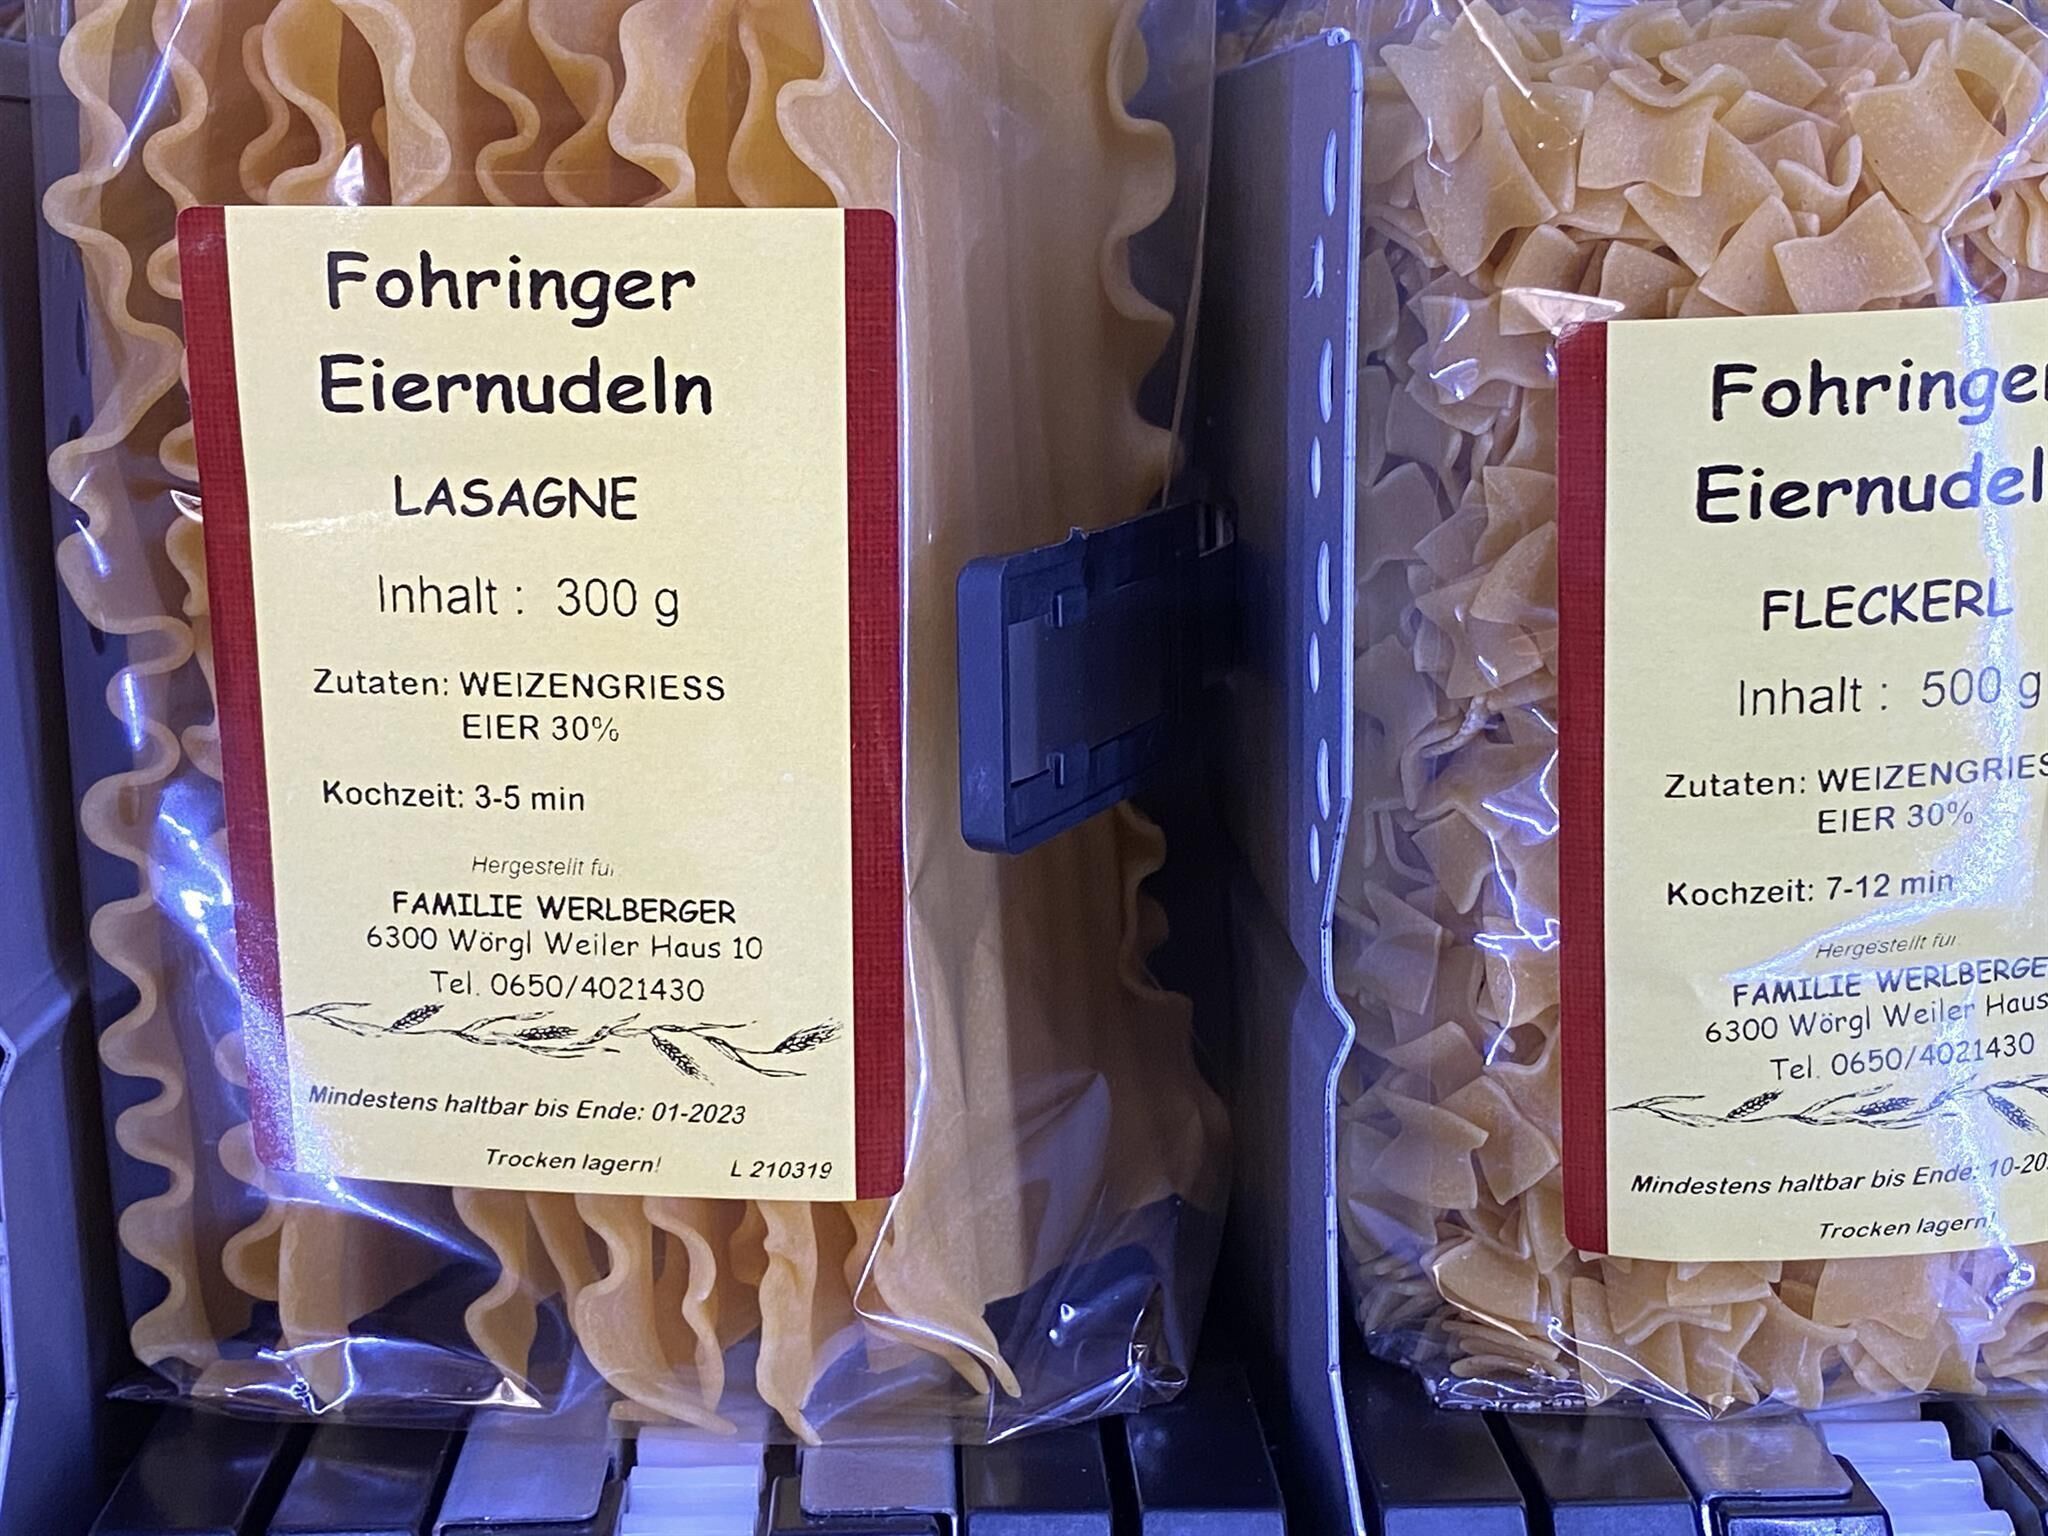 Fohringer
Eiernudeln
LASAGNE
Inhalt : 300 g
Zutaten: WEIZENGRIESS
EIER 30%
Kochzeit: 3-5 min
Hergestellt für
FAMILIE WERLBERGER
6300 Wörgl Weiler Haus 10
Tel. 0650/4021430
Mindestens haltbar bis Ende: 01-2023
Trocken lagern! L 210319
Fohringer
Eiernudel
FLECKERL
Inhalt : 500 g
Zutaten: WEIZENGRIES
EIER 30%
Kochzeit: 7-12 min
Hergestellt für
FAMILIE WERLBERGE
6300 Wörgl Weiler Haus
Tel. 0650/4021430
Mindestens haltbar bis Ende: 10-20
Trocken lagern!